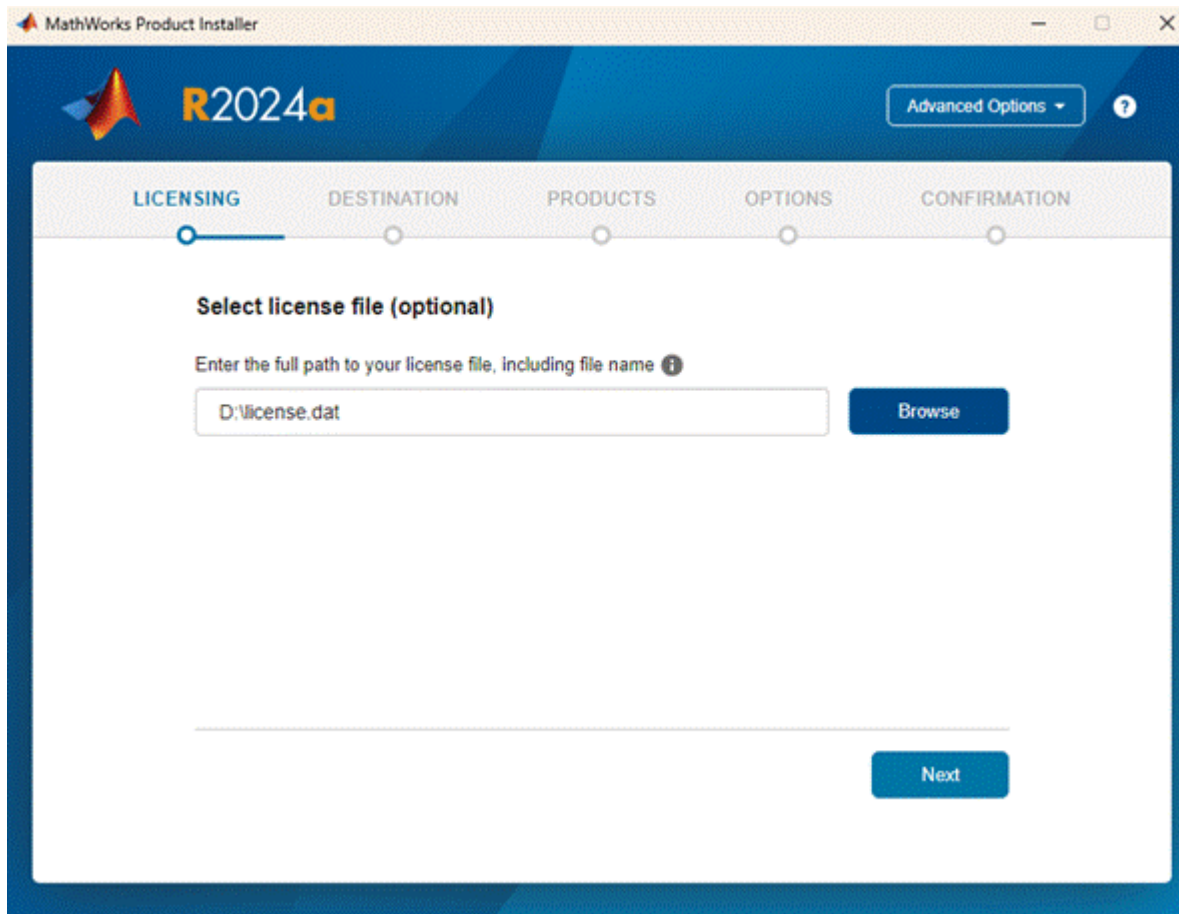 MathWorks Product Installer
R2024a
Advanced Options
?
LICENSING DESTINATION PRODUCTS OPTIONS CONFIRMATION
Select license file (optional)
Enter the full path to your license file, including file name
D:\license.dat
Browse
Next